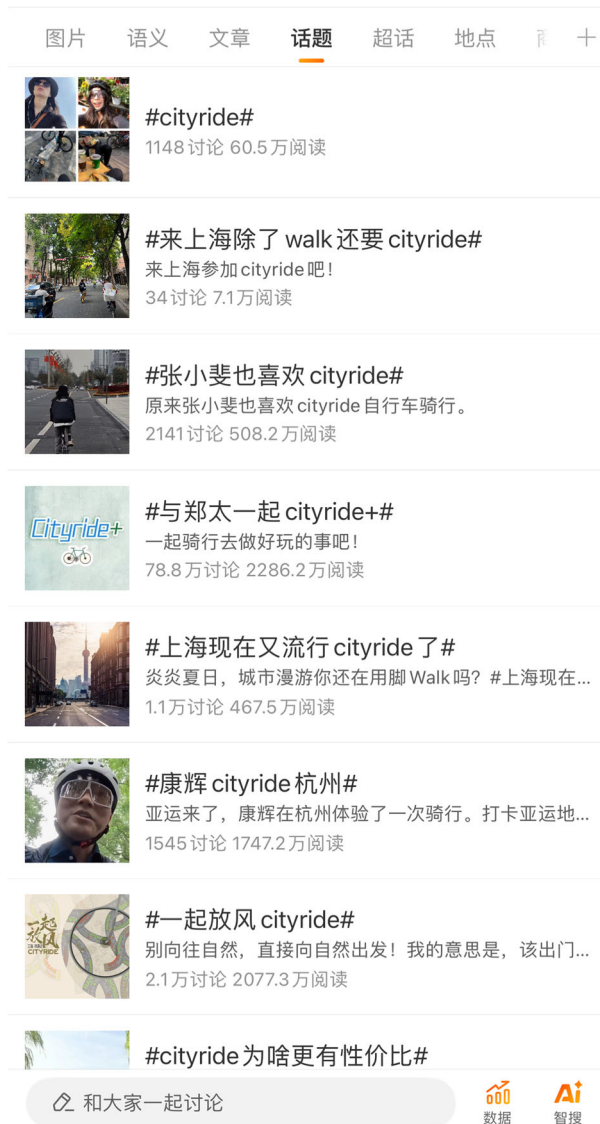 图片 语义 文章 话题 超话 地点
#cityride#
1148讨论 60.5万阅读
#来上海除了walk还要cityride#
来上海参加cityride吧！
34讨论 7.1万阅读
#张小斐也喜欢cityride#
原来张小斐也喜欢cityride自行车骑行。
2141讨论 508.2万阅读
Cityride+
#与郑太一起cityride+#
一起骑行去做好玩的事吧！
78.8万讨论 2286.2万阅读
#上海现在又流行cityride了#
炎炎夏日，城市漫游你还在用脚Walk吗？#上海现在...
1.1万讨论 467.5万阅读
#康辉cityride杭州#
亚运来了，康辉在杭州体验了一次骑行。打卡亚运地...
1545讨论 1747.2万阅读
一起
放风
CITYRIDE
#一起放风cityride#
别向往自然，直接向自然出发！我的意思是，该出门...
2.1万讨论 2077.3万阅读
#cityride为啥更有性价比#
和大家一起讨论
数据
Ai
智搜